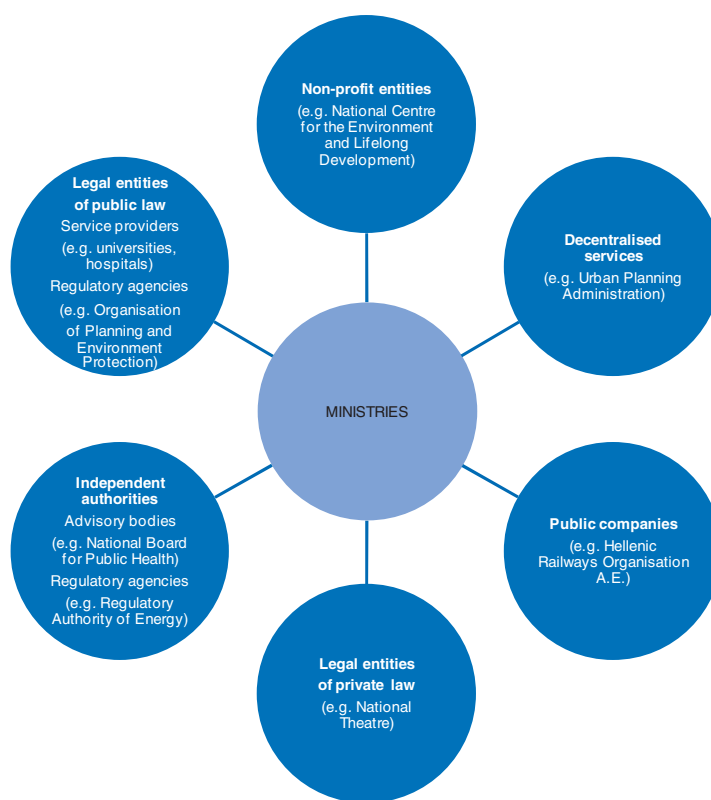 Non-profit entities
(e.g. National Centre
for the Environment
and Lifelong
Development)
Legal entities
of public law
Service providers
(e.g. universities,
hospitals)
Regulatory agencies
(e.g. Organisation
of Planning and
Environment
Protection)
Decentralised
services
(e.g. Urban Planning
Administration)
MINISTRIES
Independent
authorities
Advisory bodies
(e.g. National Board
for Public Health)
Regulatory agencies
(e.g. Regulatory
Authority of Energy)
Public companies
(e.g. Hellenic
Railways Organisation
A.E.)
Legal entities
of private law
(e.g. National
Theatre)